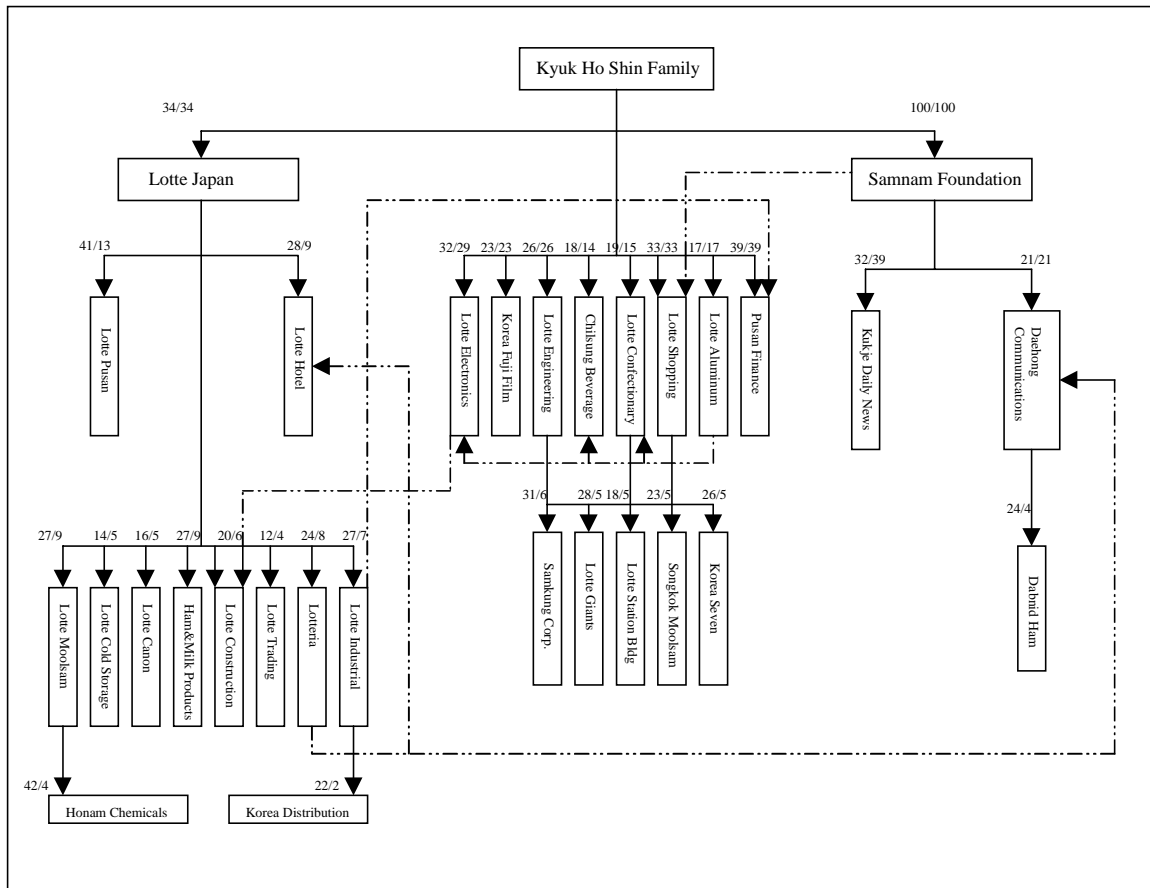 Kyuk Ho Shin Family
34/34
100/100
Lotte Japan
Samnam Foundation
41/13
28/9
32/29
23/23
26/26
18/14
19/15
33/33
17/17
39/39
32/39
21/21
Lotte Pusan
Lotte Hotel
Lotte Electronics
Korea Fuji Film
Lotte Engineering
Chilsung Beverage
Lotte Confectionary
Lotte Shopping
Lotte Aluminum
Pusan Finance
Kukje Daily News
Daehong
Communications
31/6
28/5
18/5
23/5
26/5
24/4
Samkung Corp.
Lotte Giants
Lotte Station Bldg
Songkok Moolsam
Korea Seven
Dabnid Ham
27/9
14/5
16/5
27/9
20/6
12/4
24/8
27/7
Lotte Moolsam
Lotte Cold Storage
Lotte Canon
Ham&Milk Products
Lotte Construction
Lotte Trading
Lotteria
Lotte Industrial
42/4
22/2
Honam Chemicals
Korea Distribution